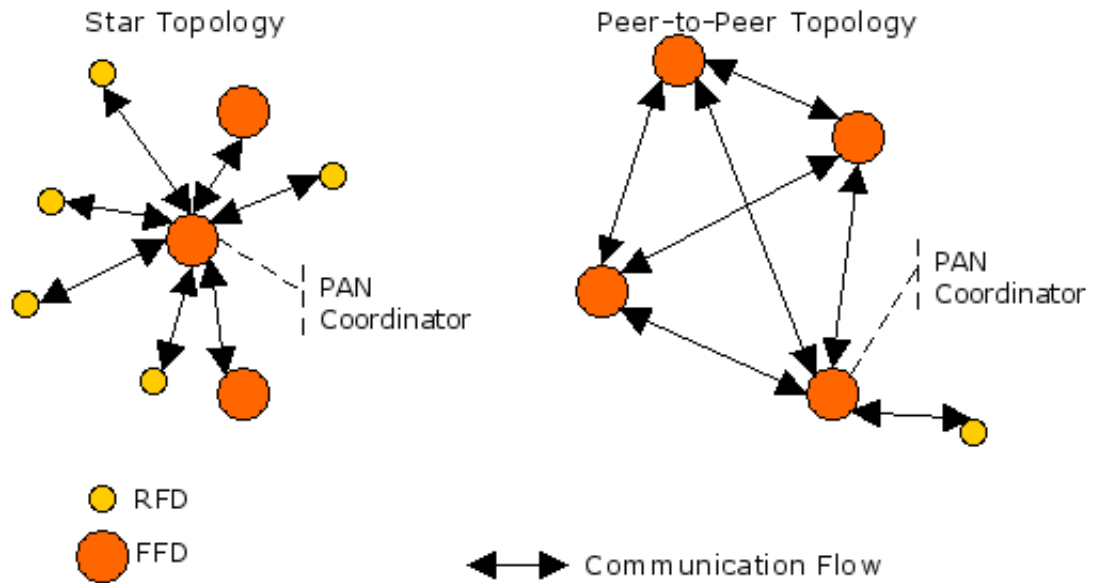 Star Topology
Peer-to-Peer Topology
PAN
Coordinator
PAN
Coordinator
RFD
FFD
Communication Flow